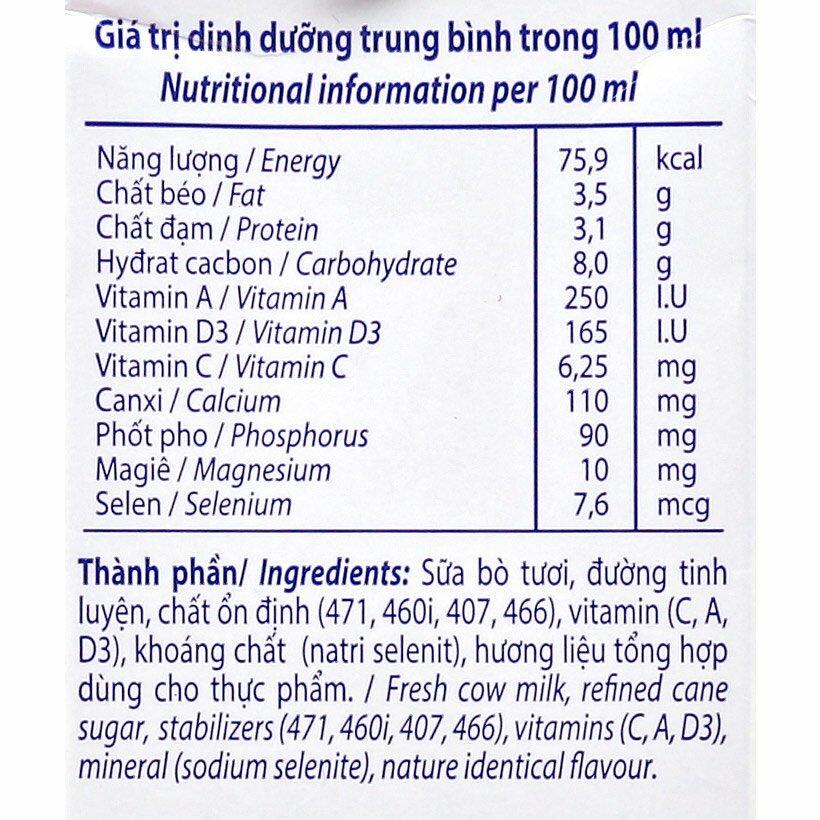 Giá trị dinh dưỡng trung bình trong 100 ml
Nutritional information per 100 ml
Năng lượng / Energy 75,9 kcal
Chất béo / Fat 3,5 g
Chất đạm / Protein 3,1 g
Hyđrat cacbon / Carbohydrate 8,0 g
Vitamin A / Vitamin A 250 I.U
Vitamin D3 / Vitamin D3 165 I.U
Vitamin C / Vitamin C 6,25 mg
Canxi / Calcium 110 mg
Phốt pho / Phosphorus 90 mg
Magiê / Magnesium 10 mg
Selen / Selenium 7,6 mcg
Thành phần/ Ingredients: Sữa bò tươi, đường tinh
luyện, chất ổn định (471, 460i, 407, 466), vitamin (C, A,
D3), khoáng chất (natri selenit), hương liệu tổng hợp
dùng cho thực phẩm. / Fresh cow milk, refined cane
sugar, stabilizers (471, 460i, 407, 466), vitamins (C, A, D3),
mineral (sodium selenite), nature identical flavour.